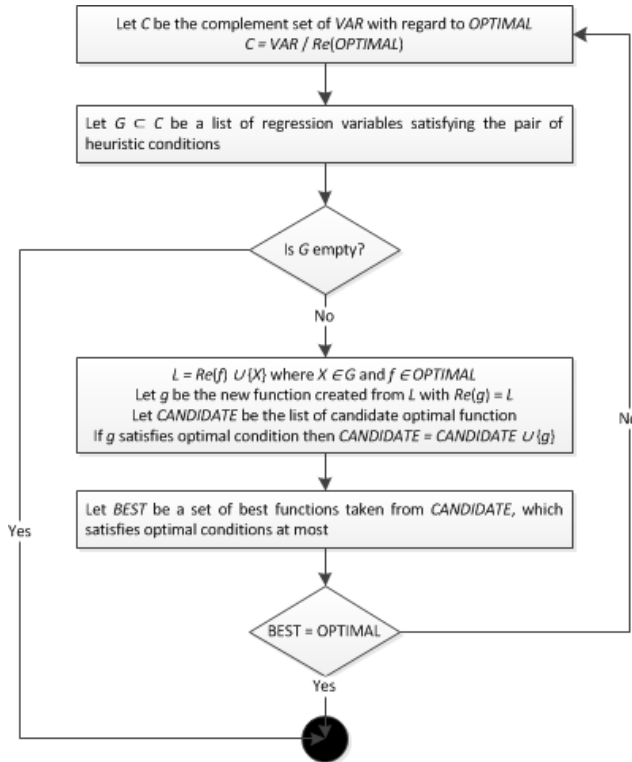 Let C be the complement set of VAR with regard to OPTIMAL
C = VAR / Re(OPTIMAL)
Let G ⊂ C be a list of regression variables satisfying the pair of
heuristic conditions
Is G empty?
No
L = Re(f) ∪{X} where X ∈G and f ∈OPTIMAL
Let g be the new function created from L with Re(g) = L
Let CANDIDATE be the list of candidate optimal function
If g satisfies optimal condition then CANDIDATE = CANDIDATE ∪{g}
Let BEST be a set of best functions taken from CANDIDATE, which
satisfies optimal conditions at most
Yes
BEST = OPTIMAL
Yes